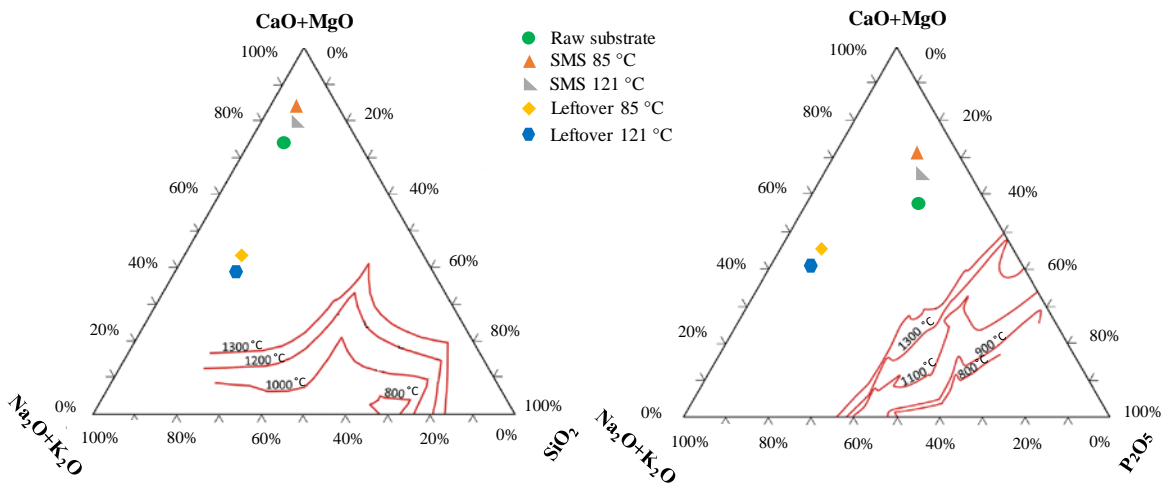 CaO+MgO
100%
0%
80%
20%
60%
40%
40%
60%
20%
80%
1300 °C
1200 °C
1000 °C
800 °C
0%
100%
100%
80%
60%
40%
20%
0%
Na₂O+K₂O
SiO₂
Raw substrate
SMS 85 °C
SMS 121 °C
Leftover 85 °C
Leftover 121 °C
CaO+MgO
100%
0%
80%
20%
60%
40%
40%
60%
20%
80%
1300 °C
1100 °C
900 °C
800 °C
0%
100%
100%
80%
60%
40%
20%
0%
Na₂O+K₂O
P₂O₅